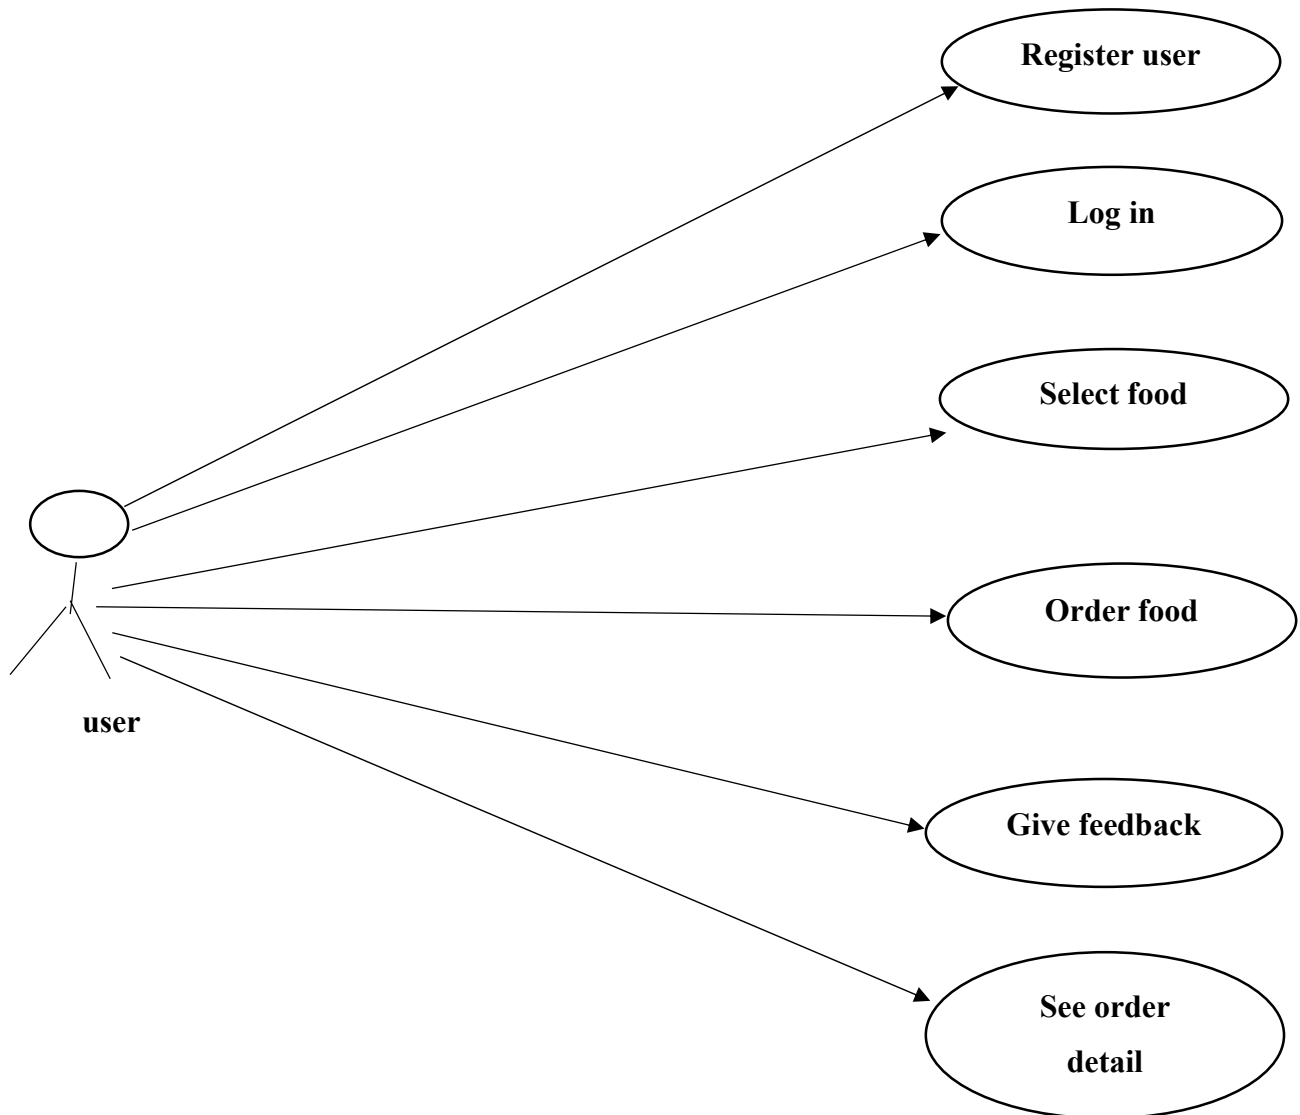 Register user
Log in
Select food
Order food
user
Give feedback
See order
detail